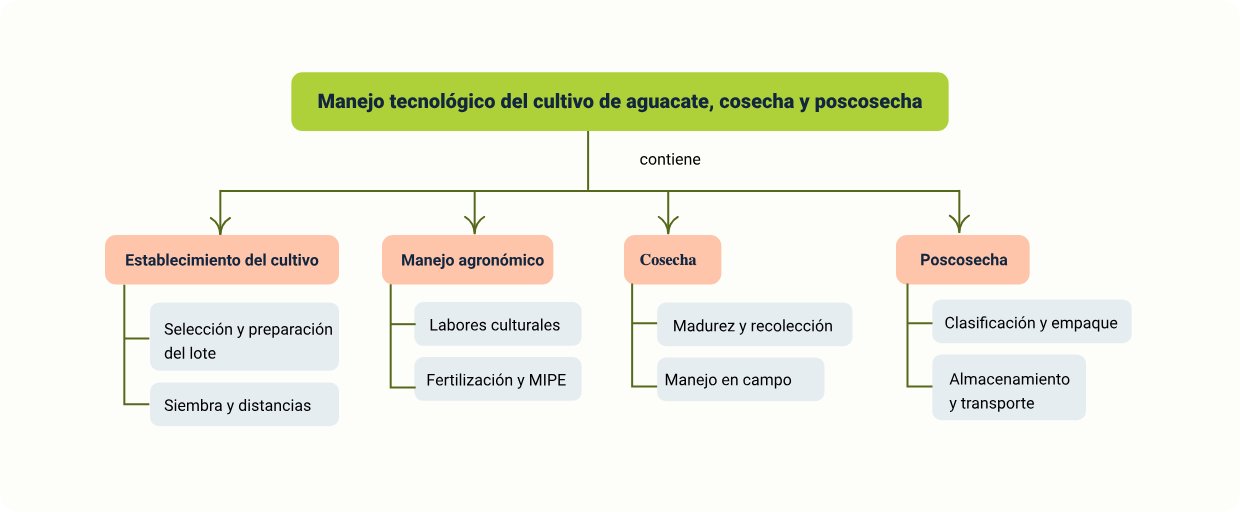 Manejo tecnológico del cultivo de aguacate, cosecha y poscosecha
contiene
Establecimiento del cultivo
Selección y preparación
del lote
Siembra y distancias
Manejo agronómico
Labores culturales
Fertilización y MIPE
Cosecha
Madurez y recolección
Manejo en campo
Poscosecha
Clasificación y empaque
Almacenamiento
y transporte